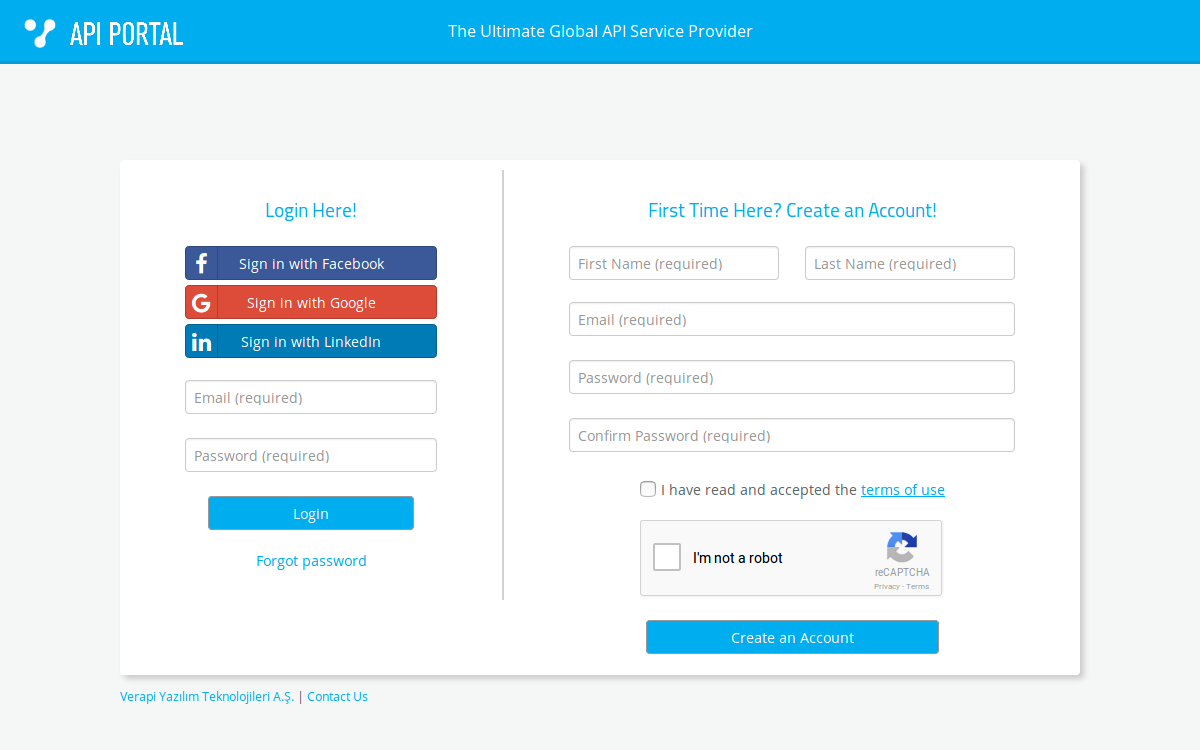 API PORTAL
The Ultimate Global API Service Provider
Login Here!
Sign in with Facebook
Sign in with Google
Sign in with LinkedIn
Email (required)
Password (required)
Login
Forgot password
First Time Here? Create an Account!
First Name (required)
Last Name (required)
Email (required)
Password (required)
Confirm Password (required)
I have read and accepted the terms of use
I'm not a robot
reCAPTCHA
Privacy - Terms
Create an Account
Verapi Yazılım Teknolojileri A.Ş. | Contact Us